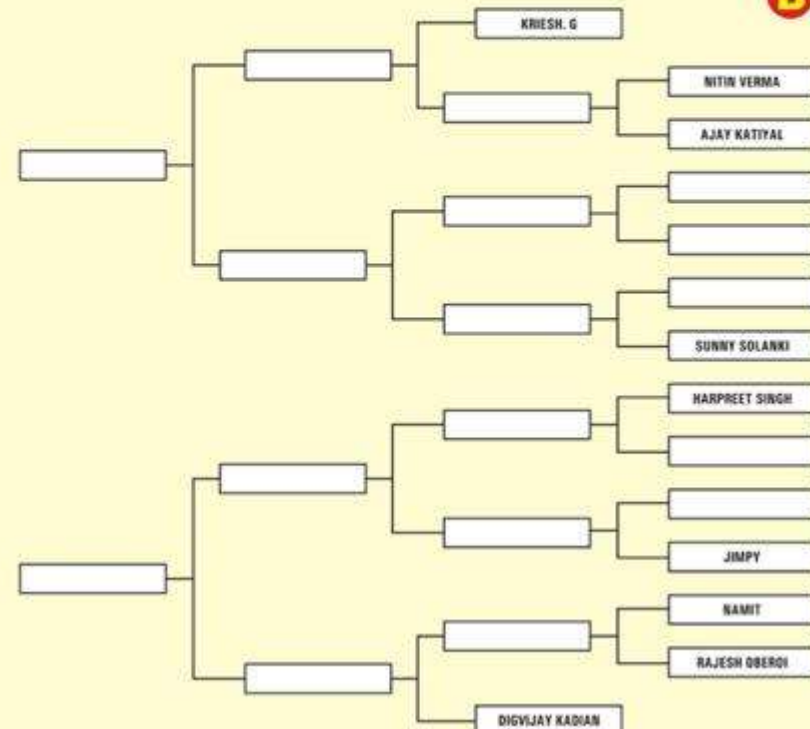 B
KRIESH. G
NITIN VERMA
AJAY KATIYAL
SUNNY SOLANKI
HARPREET SINGH
JIMPY
NAMIT
RAJESH OBEROI
DIGVIJAY KADIAN